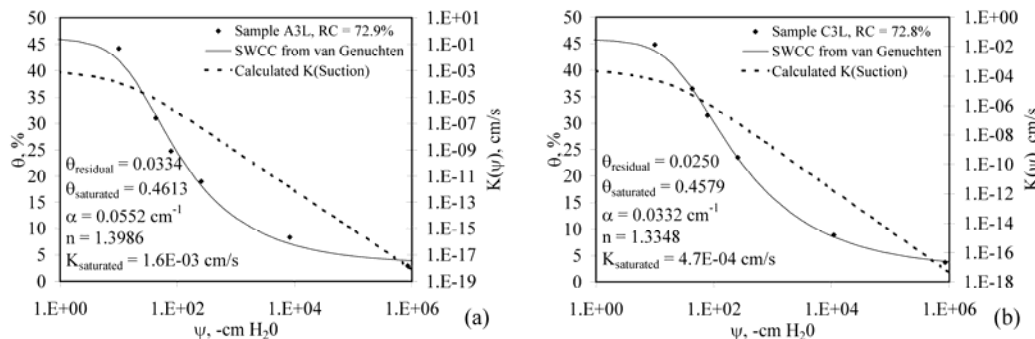 Sample A3L, RC = 72.9%
SWCC from van Genuchten
Calculated K(Suction)
50
45
40
35
30
25
20
15
10
5
0
θ, %
1.E+01
1.E-01
1.E-03
1.E-05
1.E-07
1.E-09
1.E-11
1.E-13
1.E-15
1.E-17
1.E-19
K(ψ), cm/s
θresidual = 0.0334
θsaturated = 0.4613
α = 0.0552 cm-1
n = 1.3986
Ksaturated = 1.6E-03 cm/s
1.E+00
1.E+02
1.E+04
1.E+06
ψ, -cm H20
(a)
Sample C3L, RC = 72.8%
SWCC from van Genuchten
Calculated K(Suction)
50
45
40
35
30
25
20
15
10
5
0
θ, %
1.E+00
1.E-02
1.E-04
1.E-06
1.E-08
1.E-10
1.E-12
1.E-14
1.E-16
1.E-18
K(ψ), cm/s
θresidual = 0.0250
θsaturated = 0.4579
α = 0.0332 cm-1
n = 1.3348
Ksaturated = 4.7E-04 cm/s
1.E+00
1.E+02
1.E+04
1.E+06
ψ, -cm H20
(b)